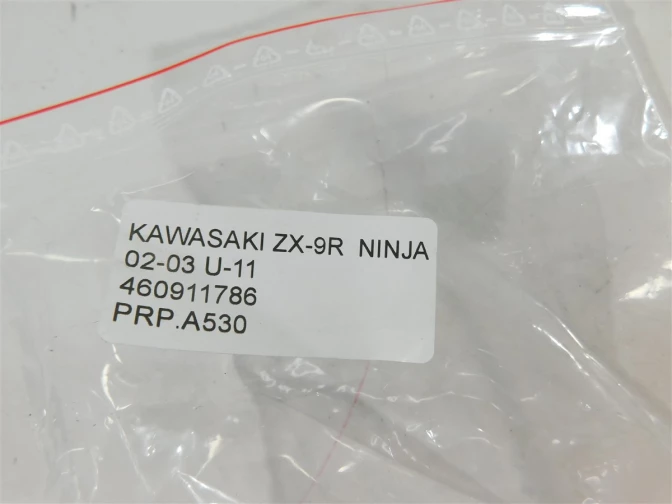 KAWASAKI ZX-9R NINJA
02-03 U-11
460911786
PRP.A530